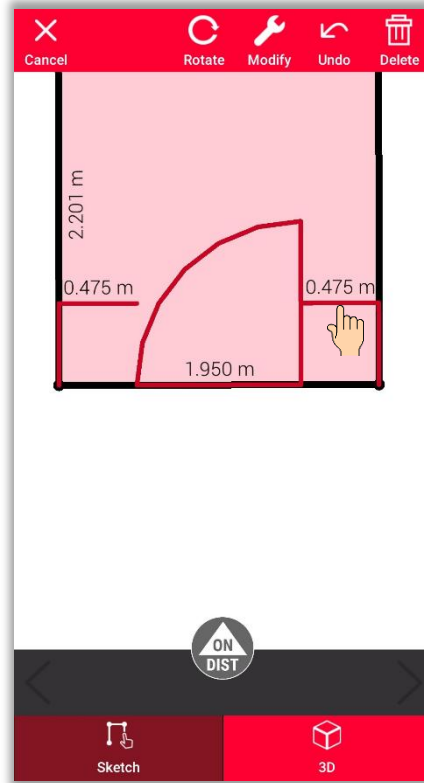 Cancel Rotate Modify Undo Delete
2.201 m
0.475 m 0.475 m
1.950 m
ON
DIST
Sketch 3D